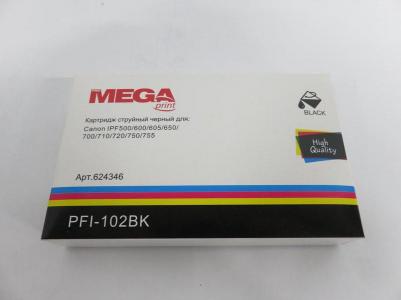 MEGA
print
BLACK
Картридж струйный черный для:
Canon IPF500/600/605/650/
700/710/720/750/755
High
Quality
Арт.624346
PFI-102BK